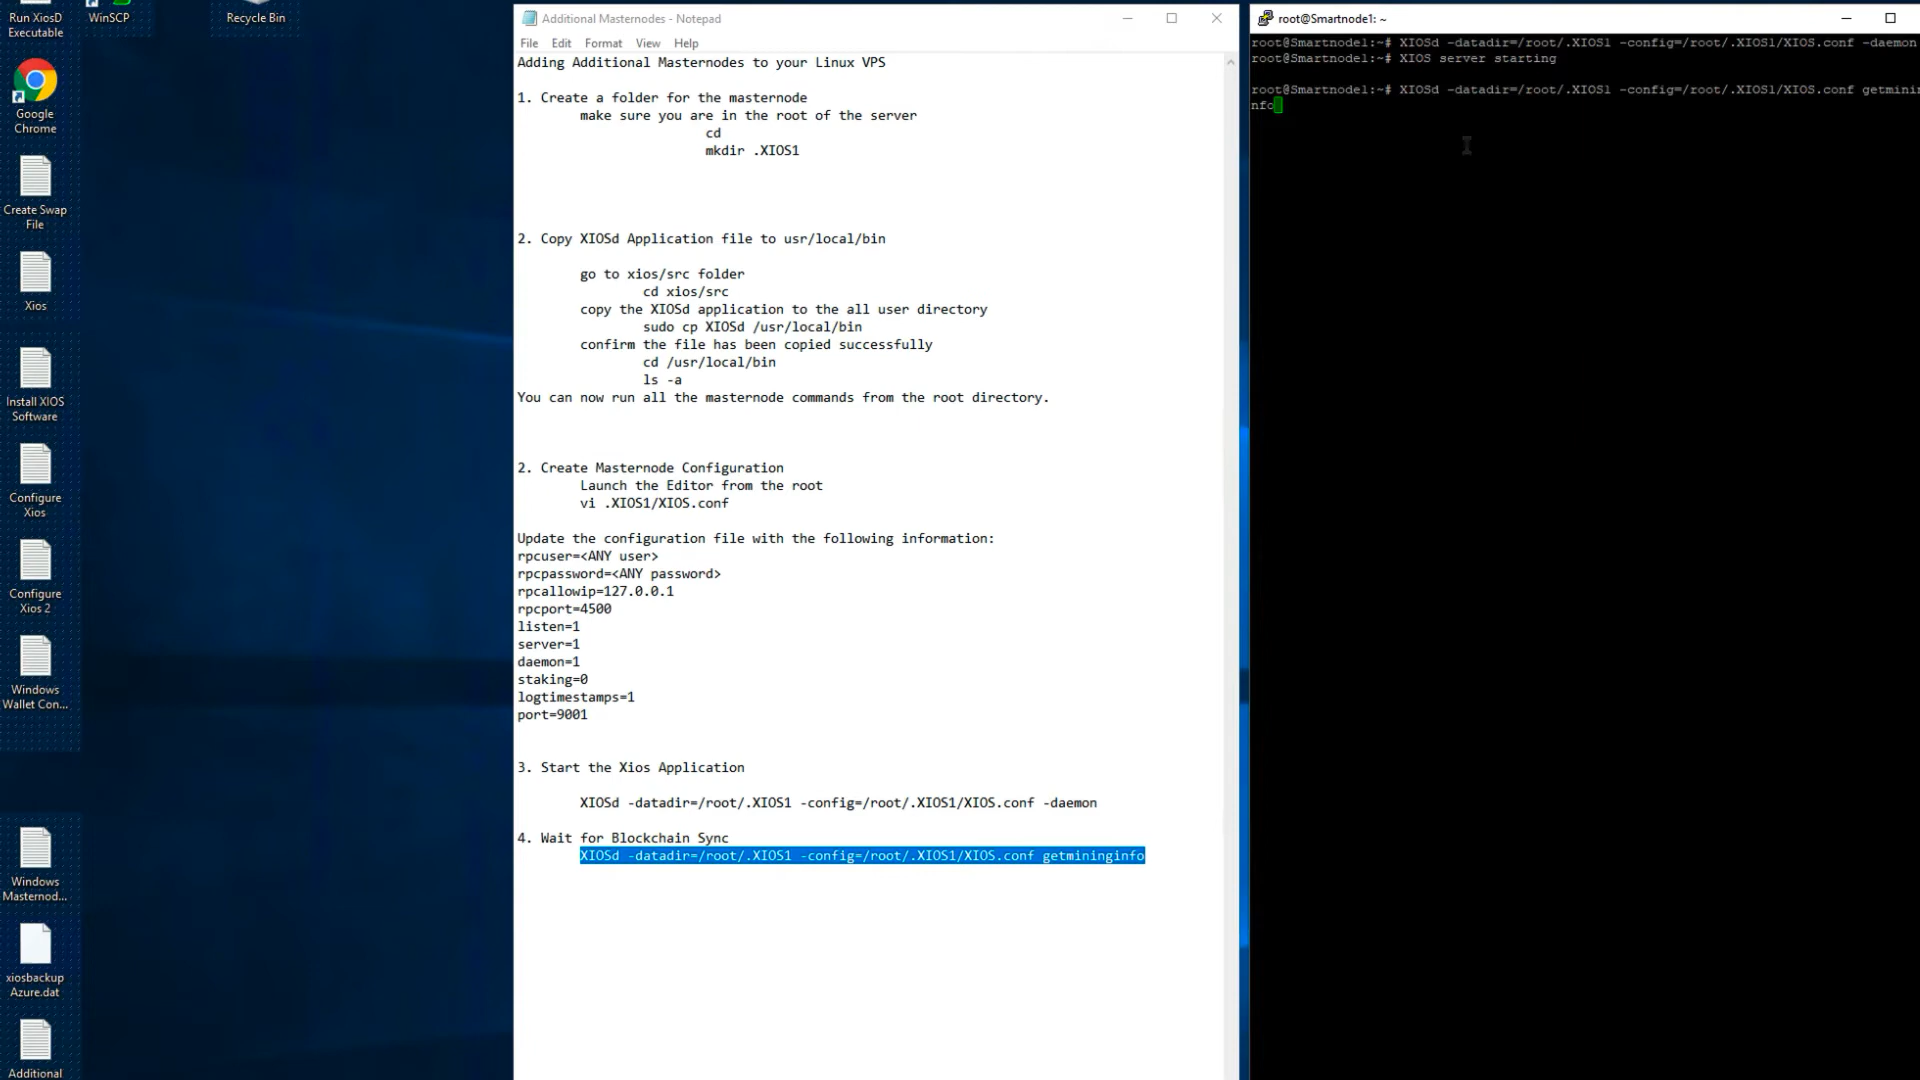 Run XiosD
Executable
WinSCP
Recycle Bin
Google
Chrome
Create Swap
File
Xios
Install XIOS
Software
Configure
Xios
Configure
Xios 2
Windows
Wallet Con...
Windows
Masternod...
xiosbackup
Azure.dat
Additional
Additional Masternodes - Notepad
File Edit Format View Help
Adding Additional Masternodes to your Linux VPS
1. Create a folder for the masternode
make sure you are in the root of the server
cd
mkdir .XIOS1
2. Copy XIOSd Application file to usr/local/bin
go to xios/src folder
cd xios/src
copy the XIOSd application to the all user directory
sudo cp XIOSd /usr/local/bin
confirm the file has been copied successfully
cd /usr/local/bin
ls -a
You can now run all the masternode commands from the root directory.
2. Create Masternode Configuration
Launch the Editor from the root
vi .XIOS1/XIOS.conf
Update the configuration file with the following information:
rpcuser=<ANY user>
rpcpassword=<ANY password>
rpcallowip=127.0.0.1
rpcport=4500
listen=1
server=1
daemon=1
staking=0
logtimestamps=1
port=9001
3. Start the Xios Application
XIOSd -datadir=/root/.XIOS1 -config=/root/.XIOS1/XIOS.conf -daemon
4. Wait for Blockchain Sync
XIOSd -datadir=/root/.XIOS1 -config=/root/.XIOS1/XIOS.conf getmininginfo
root@Smartnode1: ~
root@Smartnode1:~# XIOSd -datadir=/root/.XIOS1 -config=/root/.XIOS1/XIOS.conf -daemon
root@Smartnode1:~# XIOS server starting
root@Smartnode1:~# XIOSd -datadir=/root/.XIOS1 -config=/root/.XIOS1/XIOS.conf getmini
nfo